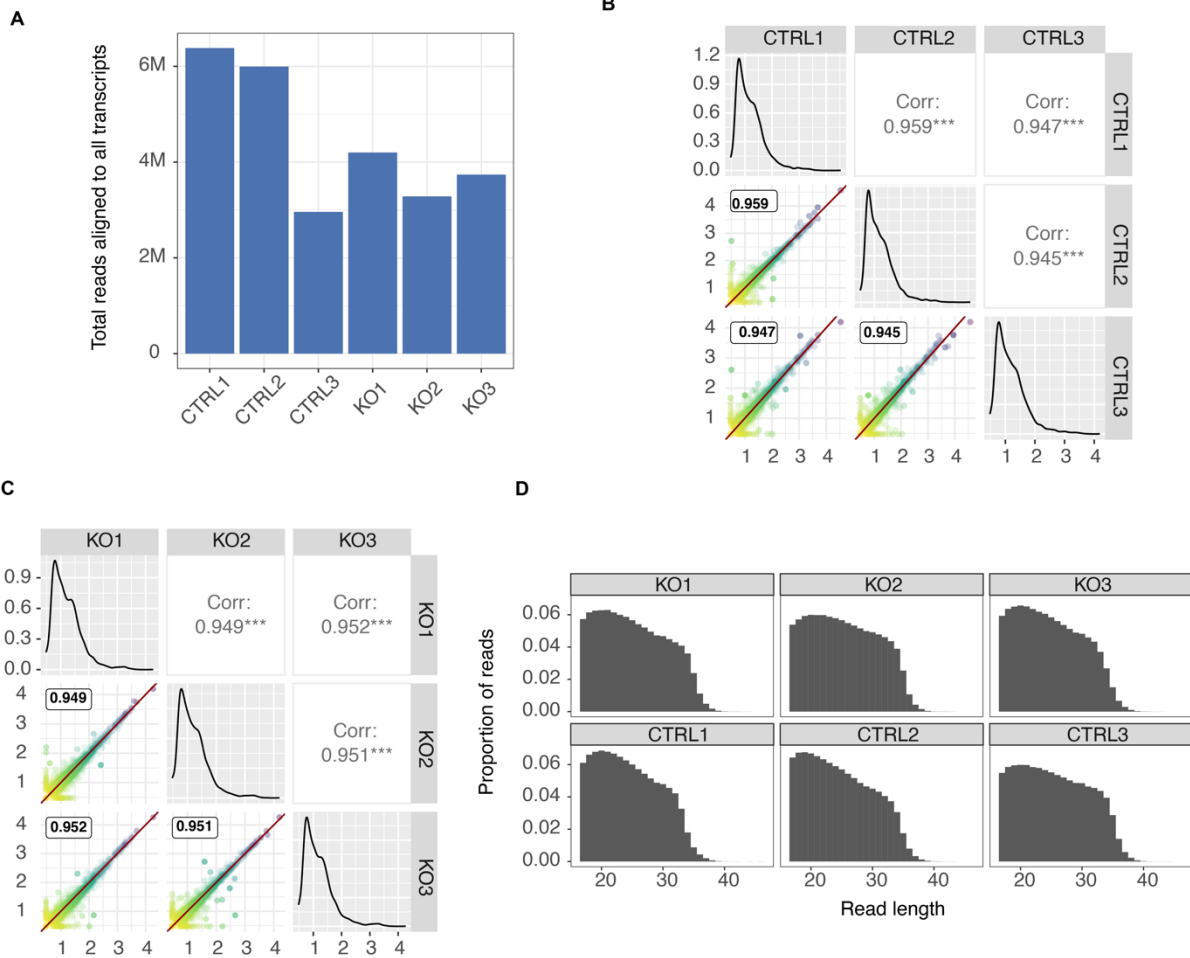 A
Total reads aligned to all transcripts
6M
4M
2M
0
CTRL1
CTRL2
CTRL3
KO1
KO2
KO3
B
CTRL1
CTRL2
CTRL3
1.2
0.9
0.6
0.3
0.0
Corr:
0.959***
Corr:
0.947***
CTRL1
4
3
2
1
0.959
Corr:
0.945***
CTRL2
4
3
2
1
0.947
0.945
CTRL3
1 2 3 4
1 2 3 4
1 2 3 4
C
KO1
KO2
KO3
0.9
0.6
0.3
0.0
Corr:
0.949***
Corr:
0.952***
KO1
4
3
2
1
0.949
Corr:
0.951***
KO2
4
3
2
1
0.952
0.951
KO3
1 2 3 4
1 2 3 4
1 2 3 4
D
Proportion of reads
KO1
KO2
KO3
0.06
0.04
0.02
0.00
CTRL1
CTRL2
CTRL3
0.06
0.04
0.02
0.00
20 30 40
20 30 40
20 30 40
Read length